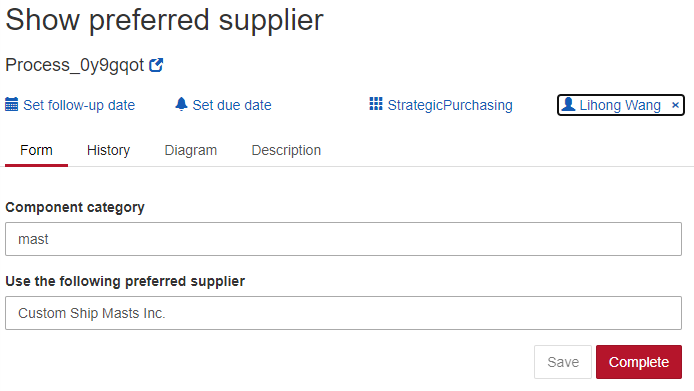 Show preferred supplier
Process_0y9gqot
Set follow-up date Set due date StrategicPurchasing Lihong Wang ×
Form History Diagram Description
Component category
mast
Use the following preferred supplier
Custom Ship Masts Inc.
Save Complete